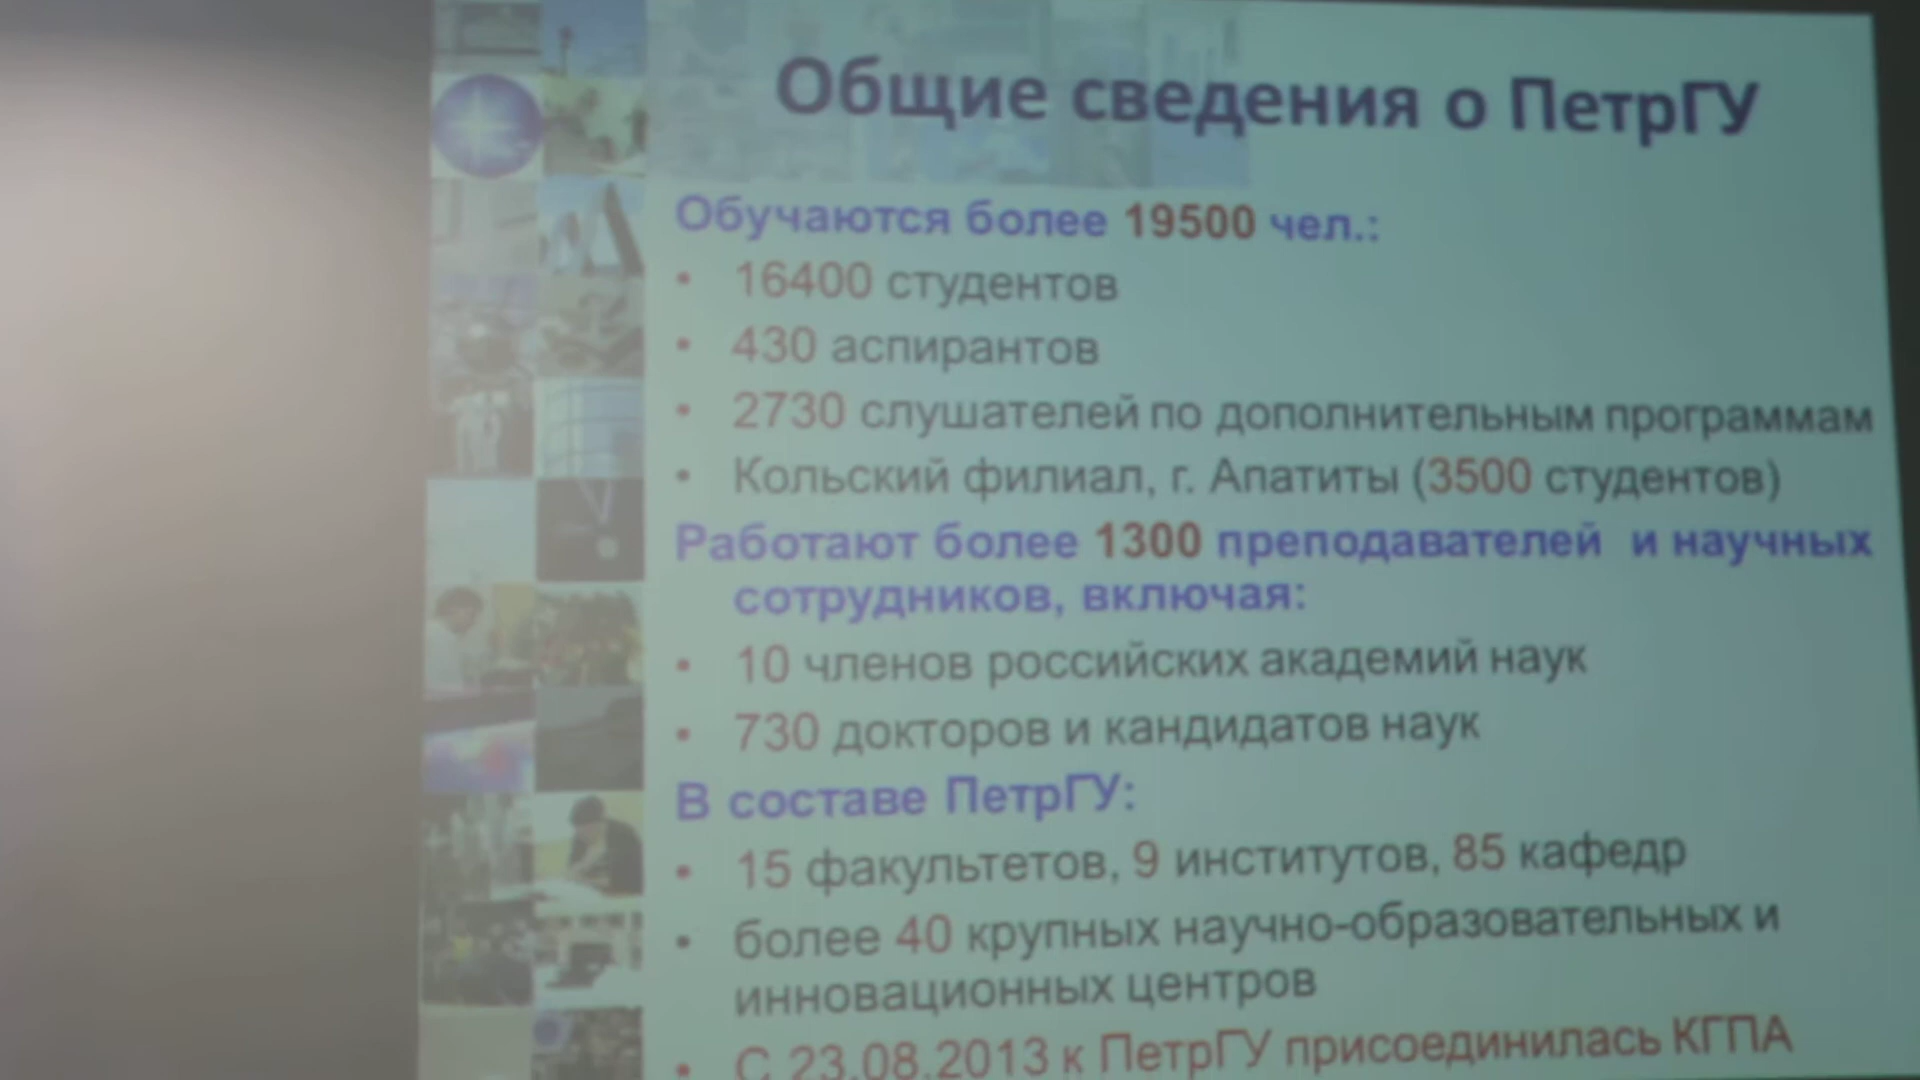 Общие сведения о ПетрГУ
Обучаются более 19500 чел.:
• 16400 студентов
• 430 аспирантов
• 2730 слушателей по дополнительным программам
• Кольский филиал, г. Апатиты (3500 студентов)
Работают более 1300 преподавателей и научных
сотрудников, включая:
• 10 членов российских академий наук
• 730 докторов и кандидатов наук
В составе ПетрГУ:
• 15 факультетов, 9 институтов, 85 кафедр
• более 40 крупных научно-образовательных и
инновационных центров
• С 23.08.2013 к ПетрГУ присоединилась КГПА